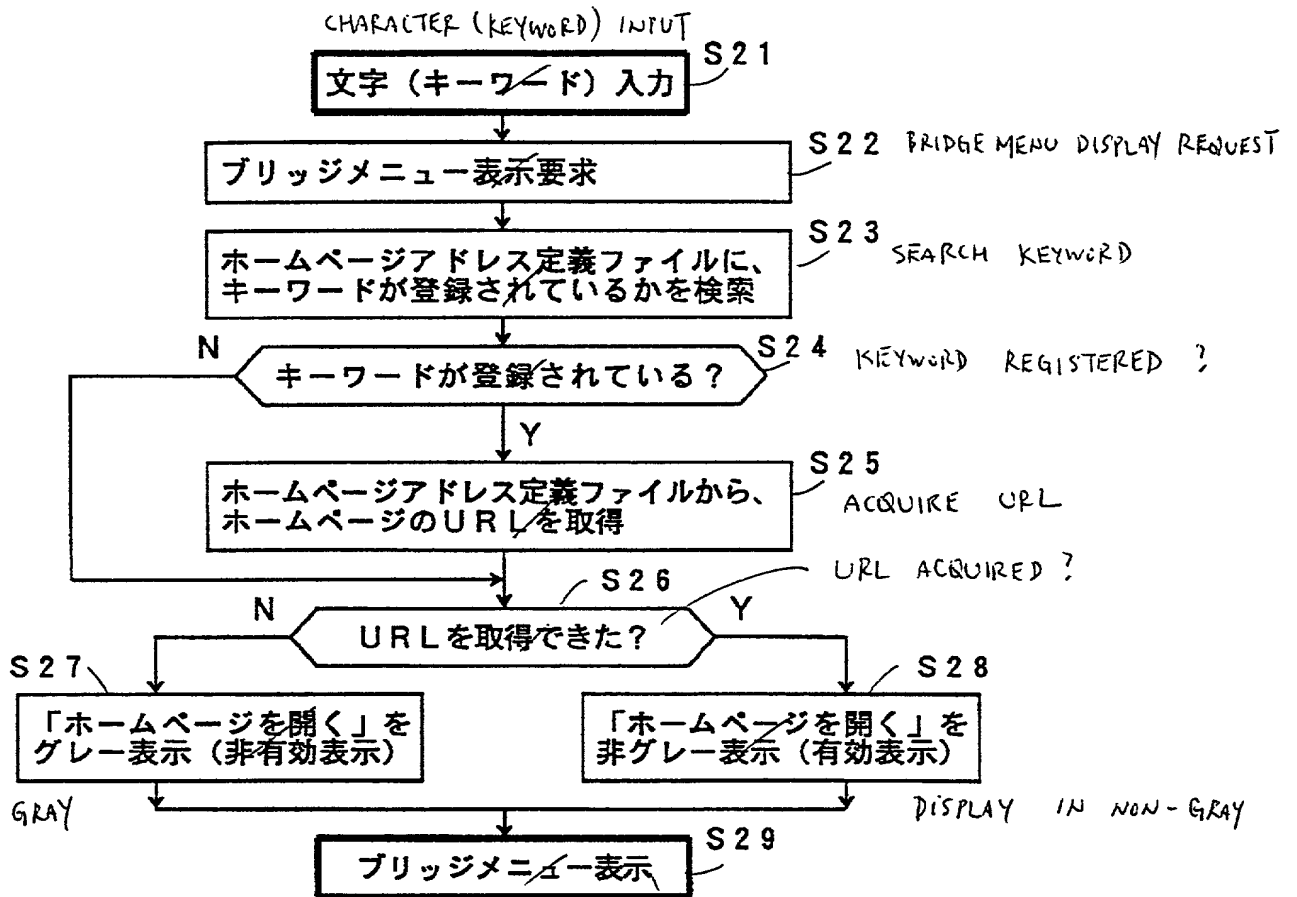 CHARACTER (KEYWORD) INPUT
S21
文字（キーワード）入力
S22 BRIDGE MENU DISPLAY REQUEST
ブリッジメニュー表示要求
S23 SEARCH KEYWORD
ホームページアドレス定義ファイルに、
キーワードが登録されているかを検索
N
S24 KEYWORD REGISTERED ?
キーワードが登録されている？
Y
S25 ACQUIRE URL
ホームページアドレス定義ファイルから、
ホームページのURLを取得
URL ACQUIRED ?
S26
N
Y
URLを取得できた？
S27
「ホームページを開く」を
グレー表示（非有効表示）
GRAY
S28
「ホームページを開く」を
非グレー表示（有効表示）
DISPLAY IN NON-GRAY
S29
ブリッジメニュー表示